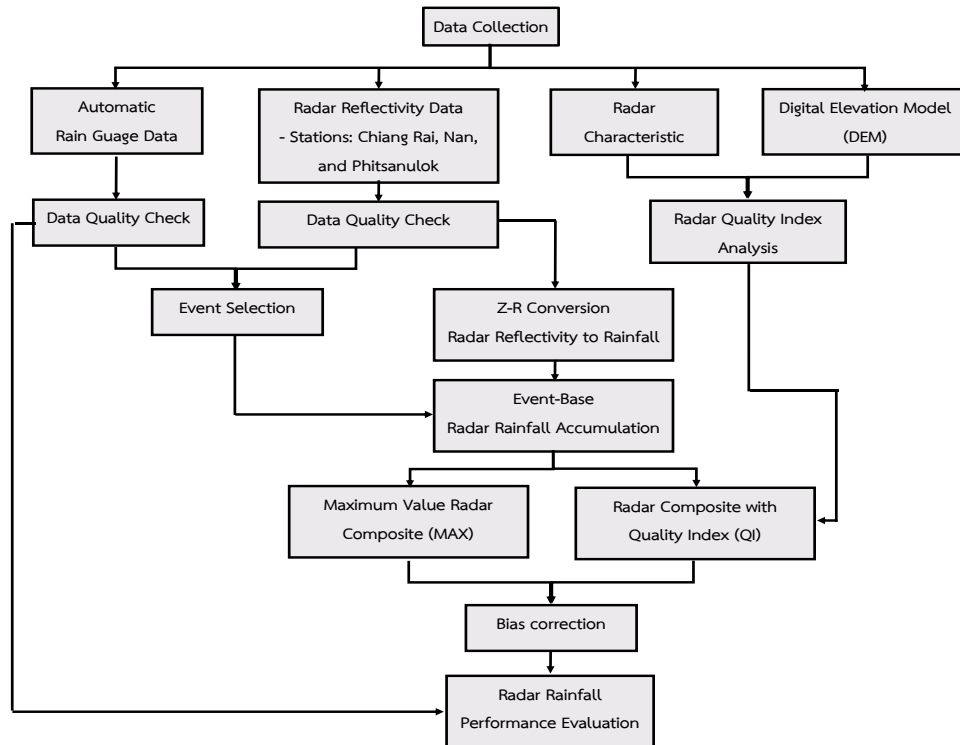 Data Collection
Automatic
Rain Guage Data
Radar Reflectivity Data
- Stations: Chiang Rai, Nan,
and Phitsanulok
Radar
Characteristic
Digital Elevation Model
(DEM)
Data Quality Check
Data Quality Check
Radar Quality Index
Analysis
Event Selection
Z-R Conversion
Radar Reflectivity to Rainfall
Event-Base
Radar Rainfall Accumulation
Maximum Value Radar
Composite (MAX)
Radar Composite with
Quality Index (QI)
Bias correction
Radar Rainfall
Performance Evaluation